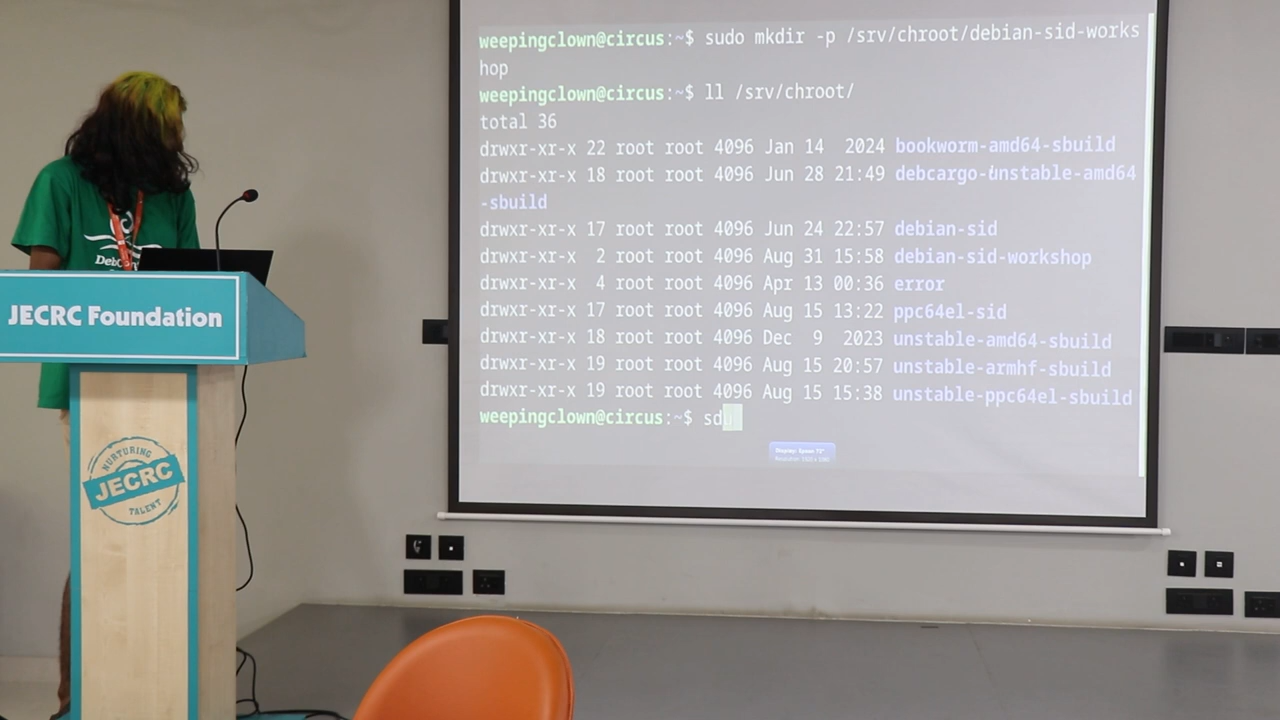 weepingclown@circus:~$ sudo mkdir -p /srv/chroot/debian-sid-works
hop
weepingclown@circus:~$ ll /srv/chroot/
total 36
drwxr-xr-x 22 root root 4096 Jan 14  2024 bookworm-amd64-sbuild
drwxr-xr-x 18 root root 4096 Jun 28 21:49 debcargo-unstable-amd64
-sbuild
drwxr-xr-x 17 root root 4096 Jun 24 22:57 debian-sid
drwxr-xr-x  2 root root 4096 Aug 31 15:58 debian-sid-workshop
drwxr-xr-x  4 root root 4096 Apr 13 00:36 error
drwxr-xr-x 17 root root 4096 Aug 15 13:22 ppc64el-sid
drwxr-xr-x 18 root root 4096 Dec  9  2023 unstable-amd64-sbuild
drwxr-xr-x 19 root root 4096 Aug 15 20:57 unstable-armhf-sbuild
drwxr-xr-x 19 root root 4096 Aug 15 15:38 unstable-ppc64el-sbuild
weepingclown@circus:~$ sdu
JECRC Foundation
NURTURING
JECRC
TALENT